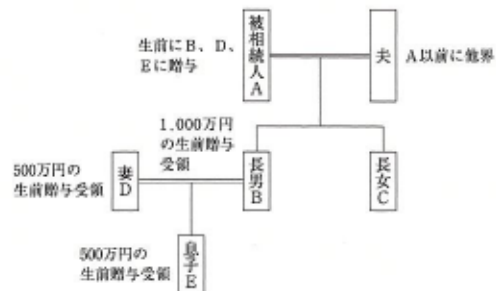 生前にB、D、
Eに贈与
被相続人A
夫
A以前に他界
1.000万円
の生前贈与
受領
500万円の
生前贈与受領
妻D
長男B
長女C
500万円の
生前贈与受領
息子E